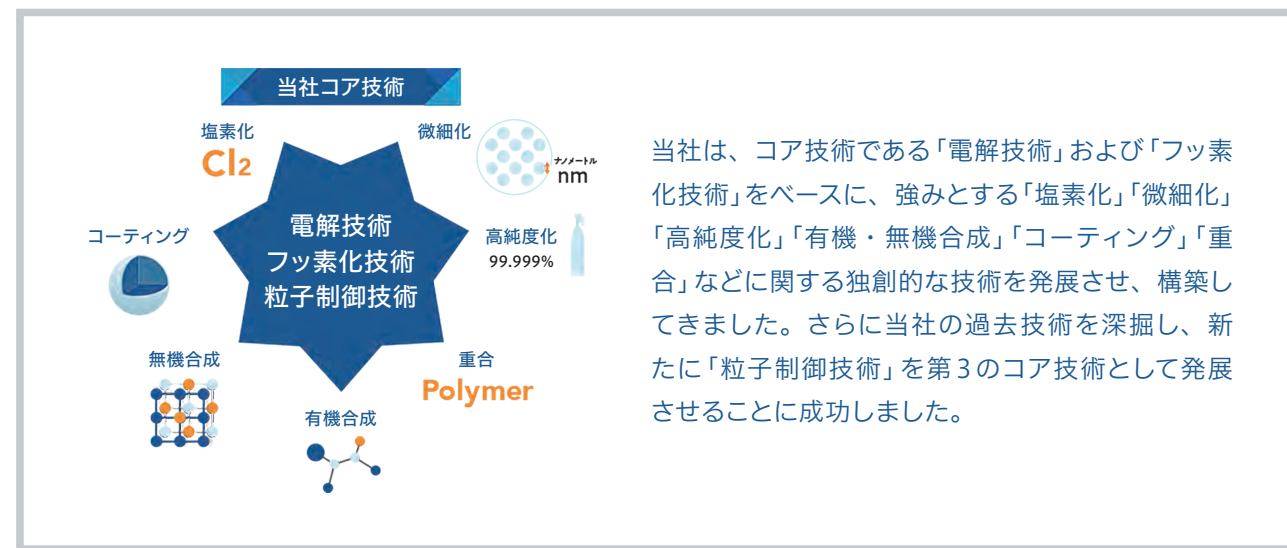 当社コア技術
塩素化
Cl2
微細化
ナノメートル
nm
コーティング
電解技術
フッ素化技術
粒子制御技術
高純度化
99.999%
無機合成
重合
Polymer
有機合成
当社は、コア技術である「電解技術」および「フッ素
化技術」をベースに、強みとする「塩素化」「微細化」
「高純度化」「有機・無機合成」「コーティング」「重
合」などに関する独創的な技術を発展させ、構築し
てきました。さらに当社の過去技術を深掘し、新
たに「粒子制御技術」を第3のコア技術として発展
させることに成功しました。